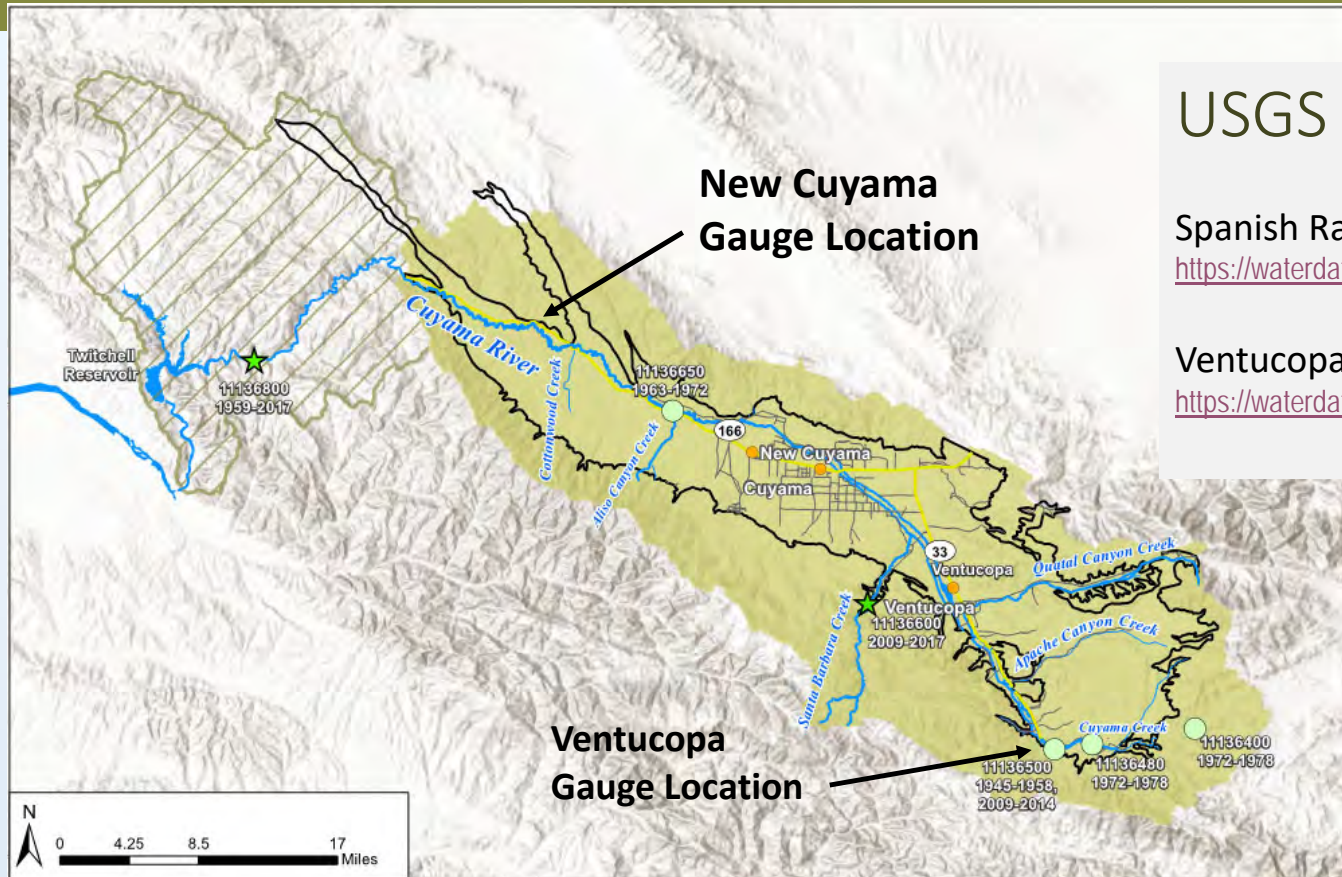 USGS
Spanish Ra
https://waterda
Ventucopa
https://waterda
New Cuyama
Gauge Location
Cuyama River
Twitchell
Reservoir
11136800
1959-2017
Cottonwood Creek
11136650
1963-1972
Aliso Canyon Creek
166
New Cuyama
Cuyama
33
Ventucopa
Quatal Canyon Creek
Ventucopa
11136600
2009-2017
Santa Barbara Creek
Apache Canyon Creek
Cuyama Creek
Ventucopa
Gauge Location
11136500
1945-1958,
2009-2014
11136480
1972-1978
11136400
1972-1978
N
0 4.25 8.5 17
Miles